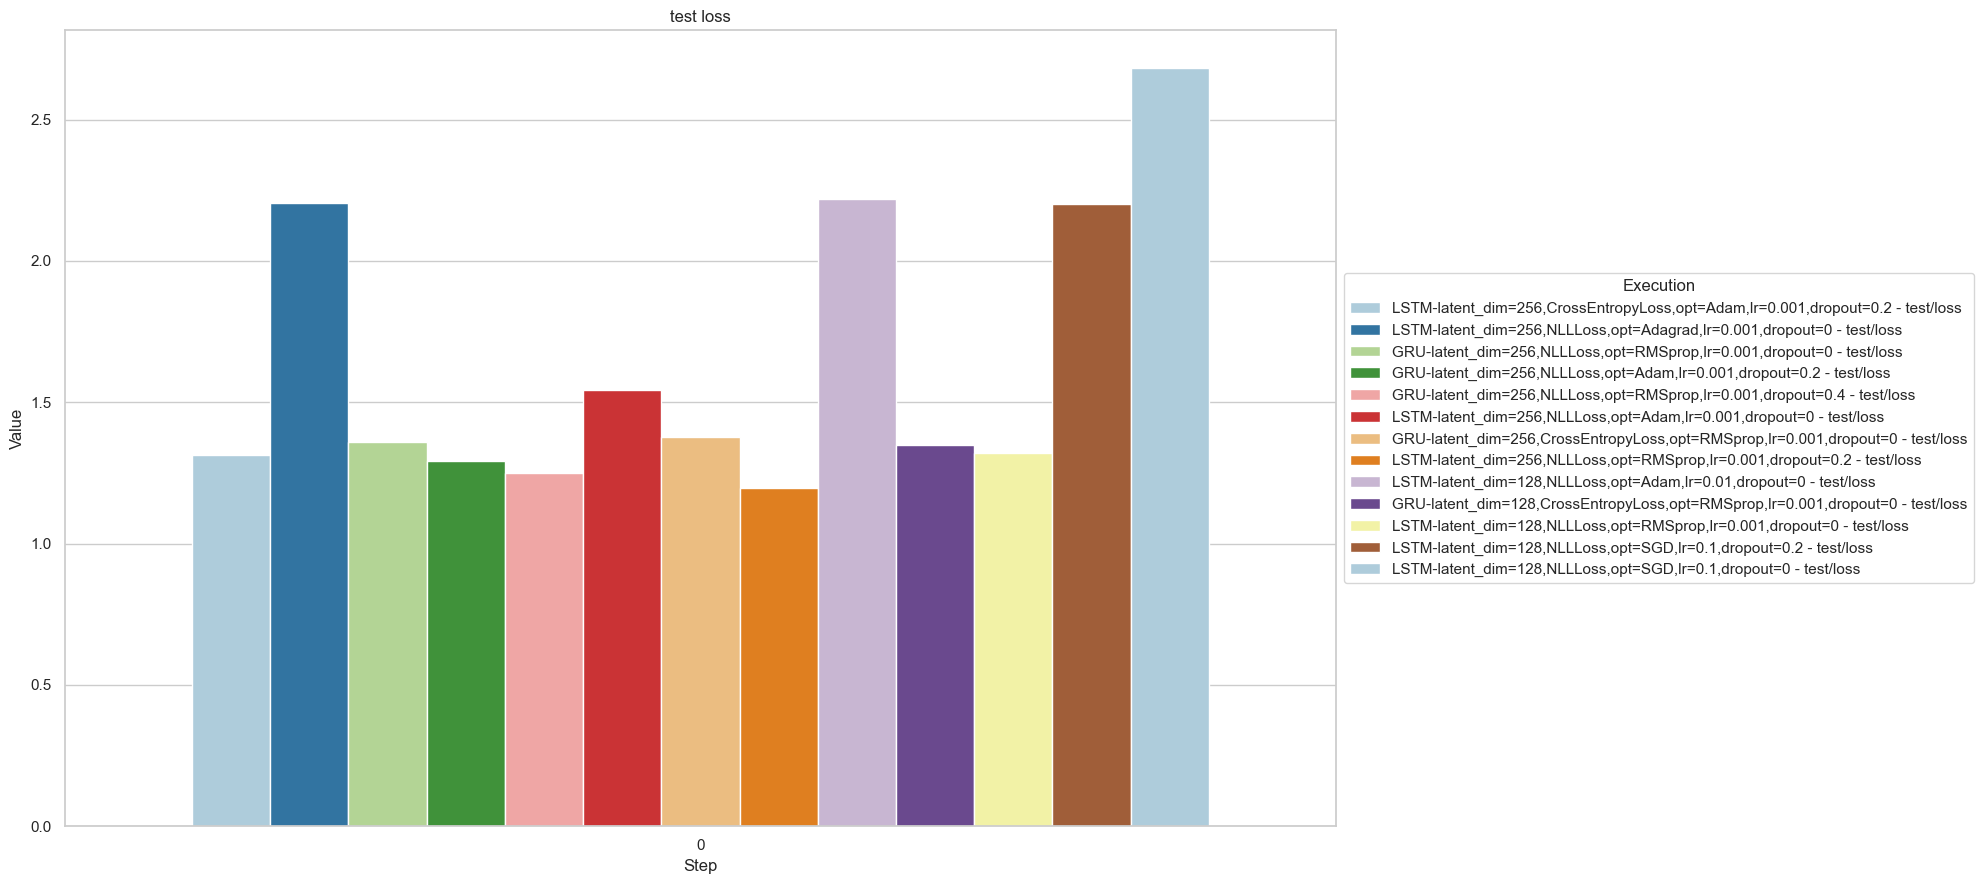 test loss
2.5
2.0
1.5
1.0
0.5
0.0
Value
0
Step
Execution
LSTM-latent_dim=256,CrossEntropyLoss,opt=Adam,lr=0.001,dropout=0.2 - test/loss
LSTM-latent_dim=256,NLLLoss,opt=Adagrad,lr=0.001,dropout=0 - test/loss
GRU-latent_dim=256,NLLLoss,opt=RMSprop,lr=0.001,dropout=0 - test/loss
GRU-latent_dim=256,NLLLoss,opt=Adam,lr=0.001,dropout=0.2 - test/loss
GRU-latent_dim=256,NLLLoss,opt=RMSprop,lr=0.001,dropout=0.4 - test/loss
LSTM-latent_dim=256,NLLLoss,opt=Adam,lr=0.001,dropout=0 - test/loss
GRU-latent_dim=256,CrossEntropyLoss,opt=RMSprop,lr=0.001,dropout=0 - test/loss
LSTM-latent_dim=256,NLLLoss,opt=RMSprop,lr=0.001,dropout=0.2 - test/loss
LSTM-latent_dim=128,NLLLoss,opt=Adam,lr=0.01,dropout=0 - test/loss
GRU-latent_dim=128,CrossEntropyLoss,opt=RMSprop,lr=0.001,dropout=0 - test/loss
LSTM-latent_dim=128,NLLLoss,opt=RMSprop,lr=0.001,dropout=0 - test/loss
LSTM-latent_dim=128,NLLLoss,opt=SGD,lr=0.1,dropout=0.2 - test/loss
LSTM-latent_dim=128,NLLLoss,opt=SGD,lr=0.1,dropout=0 - test/loss